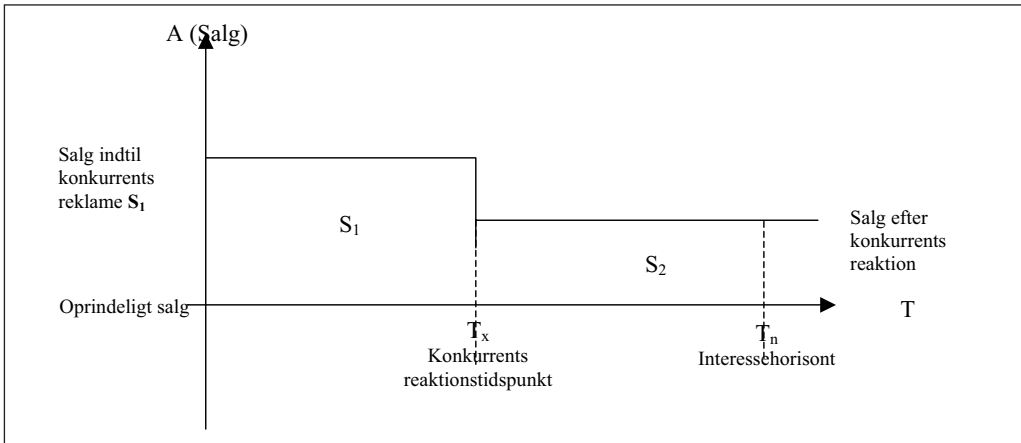 A (Salg)
Salg indtil
konkurrents
reklame S₁
S₁
Salg efter
konkurrents
reaktion
S₂
Oprindeligt salg
T
Tₓ
Konkurrents
reaktionstidspunkt
Tₙ
Interessehorisont